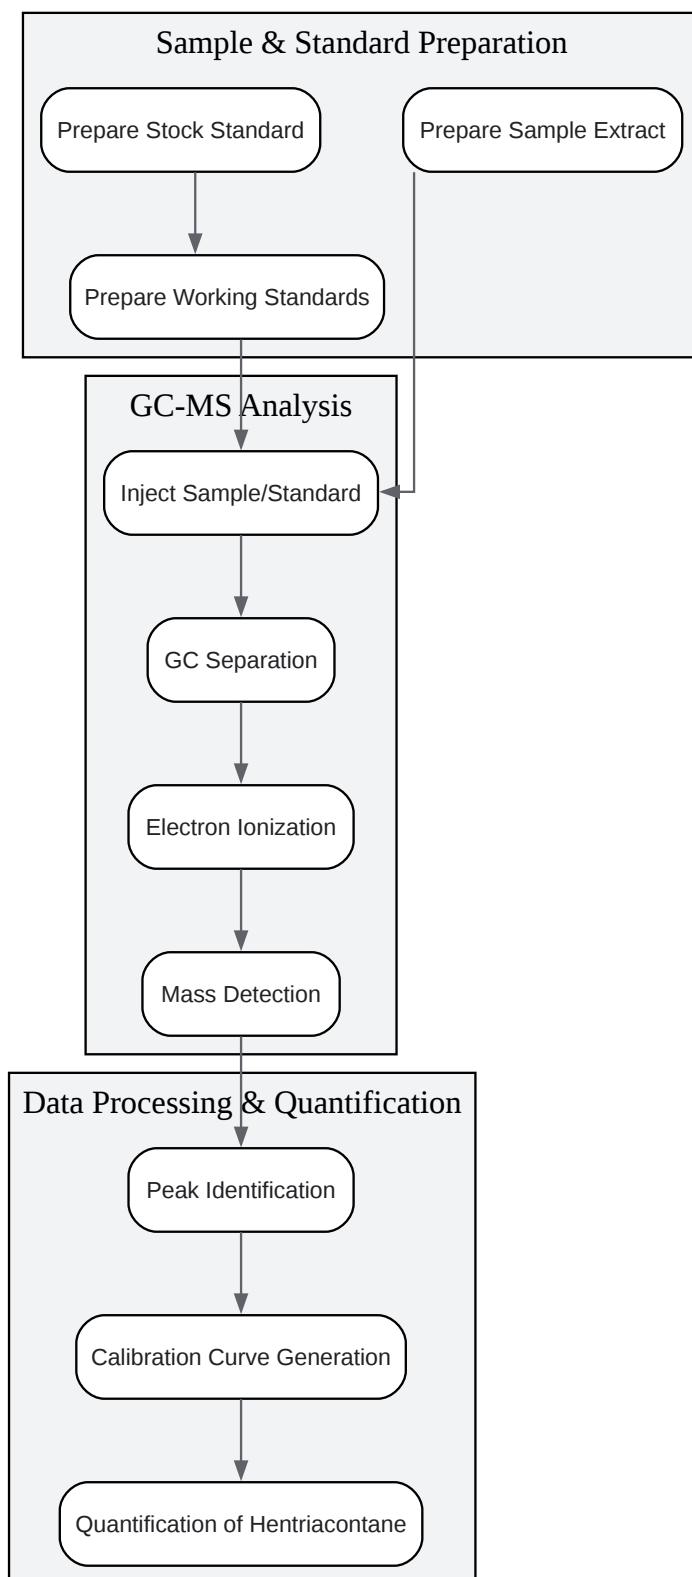 Sample & Standard Preparation
Prepare Stock Standard
Prepare Sample Extract
Prepare Working Standards
GC-MS Analysis
Inject Sample/Standard
GC Separation
Electron Ionization
Mass Detection
Data Processing & Quantification
Peak Identification
Calibration Curve Generation
Quantification of Hentriacontane